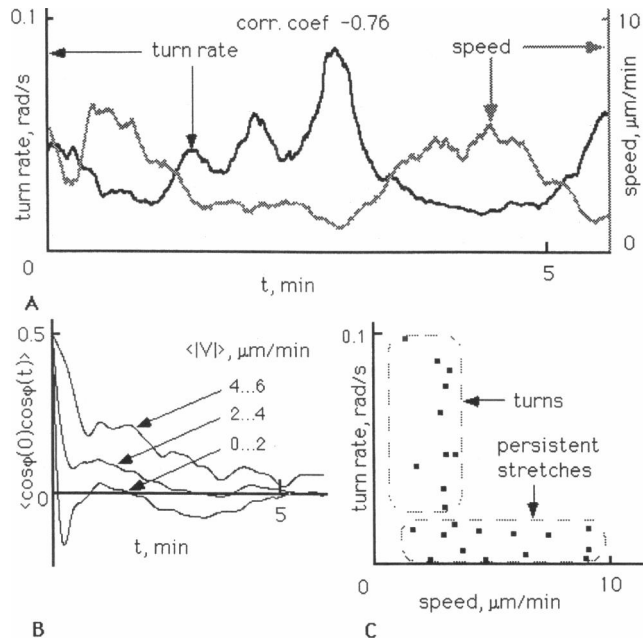 0.1
corr. coef -0.76
10
turn rate
speed
turn rate, rad/s
speed, μm/min
0
0
t, min
5
A
0.5
<|V|>, μm/min
4...6
2...4
0...2
<cosφ(0)cosφ(t)>
0
5
t, min
B
0.1
turn rate, rad/s
turns
persistent
stretches
0
10
speed, μm/min
C